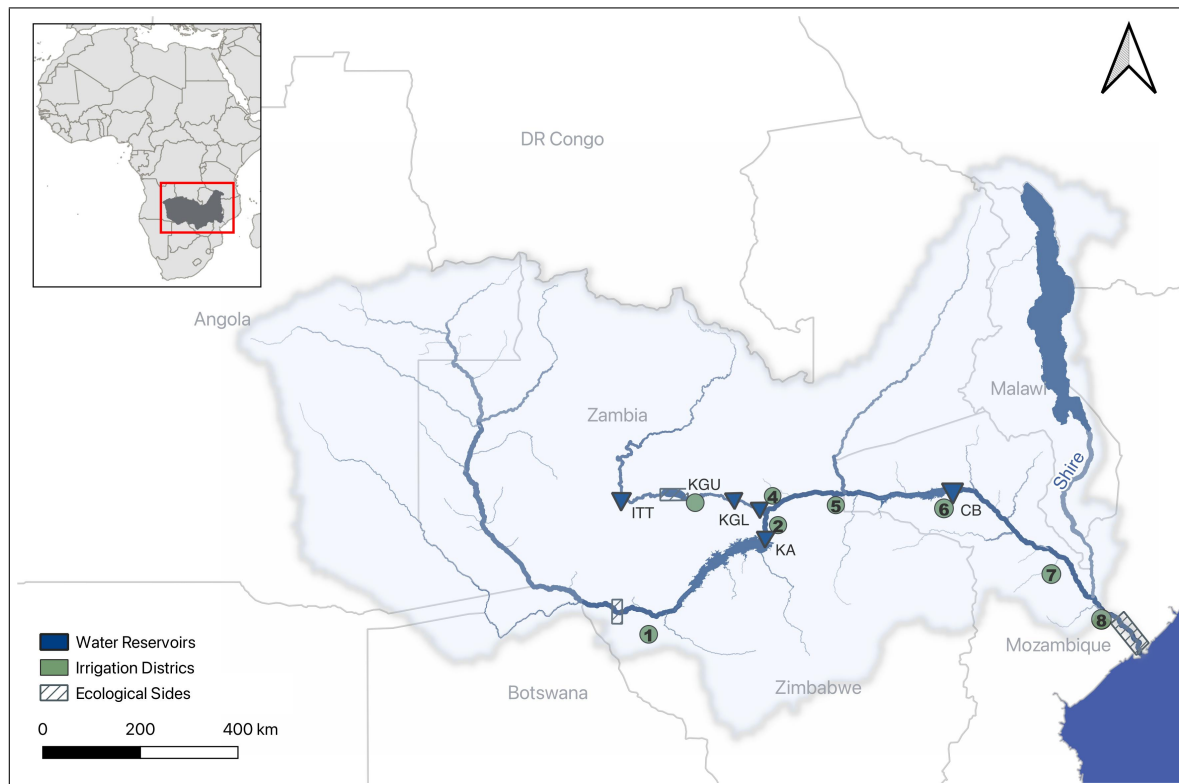 DR Congo
Angola
Malawi
Zambia
Shire
KGU
4
ITT
KGL
5
6
CB
2
KA
7
1
8
Mozambique
Zimbabwe
Botswana
Water Reservoirs
Irrigation Districs
Ecological Sides
0 200 400 km